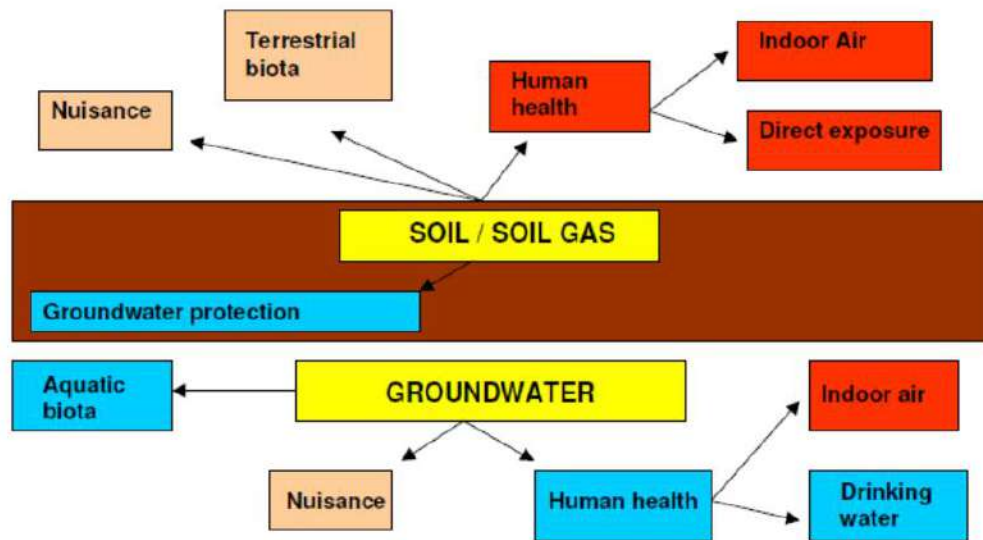 Terrestrial
biota
Nuisance
Human
health
Indoor Air
Direct exposure
SOIL / SOIL GAS
Groundwater protection
Aquatic
biota
GROUNDWATER
Indoor air
Nuisance
Human health
Drinking
water